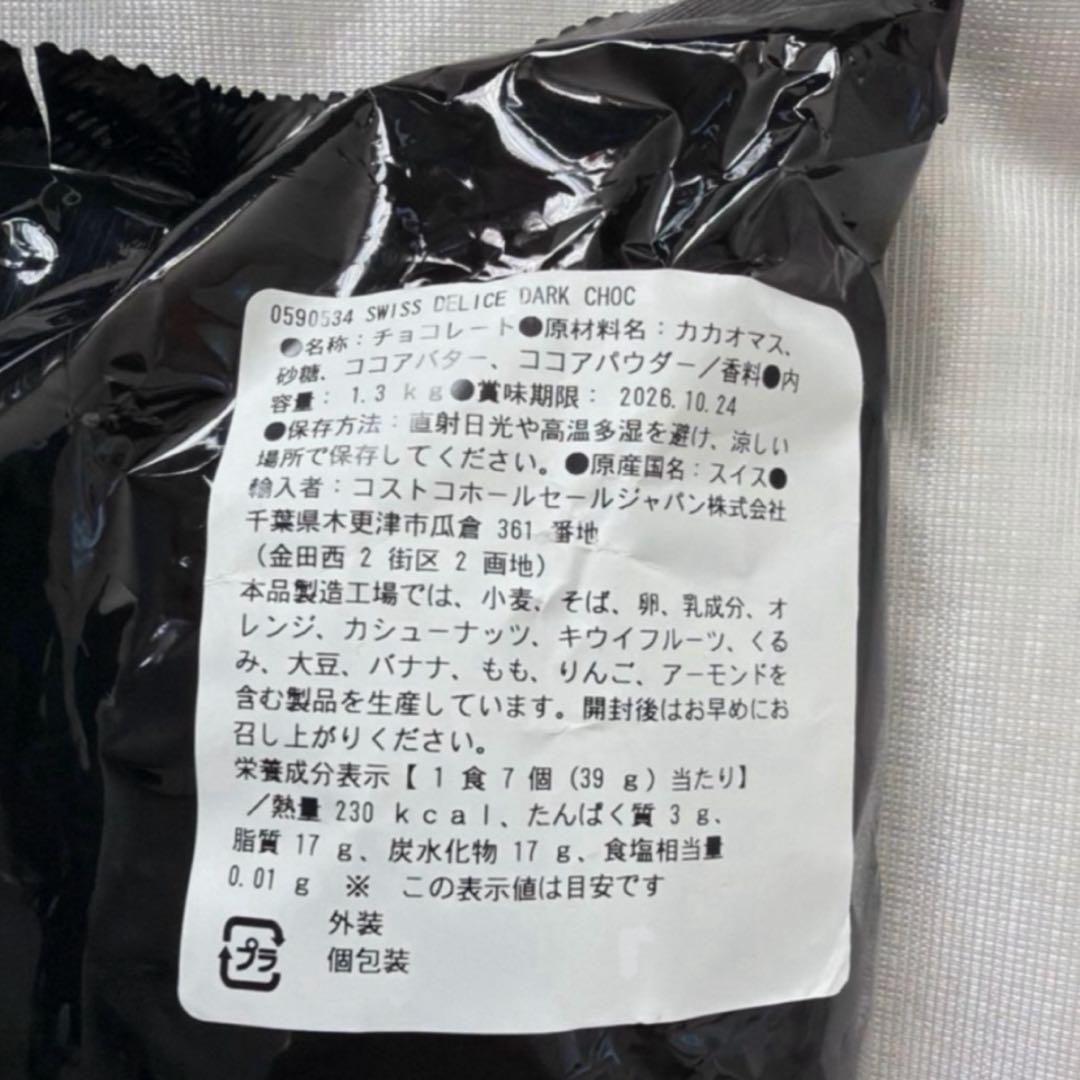 0590534 SWISS DELICE DARK CHOC
●名称：チョコレート●原材料名：カカオマス、
砂糖、ココアバター、ココアパウダー／香料●内
容量：1.3ｋｇ●賞味期限：2026.10.24
●保存方法：直射日光や高温多湿を避け、涼しい
場所で保存してください。●原産国名：スイス●
輸入者：コストコホールセールジャパン株式会社
千葉県木更津市瓜倉 361 番地
（金田西 2 街区 2 画地）
本品製造工場では、小麦、そば、卵、乳成分、オ
レンジ、カシューナッツ、キウイフルーツ、くる
み、大豆、バナナ、もも、りんご、アーモンドを
含む製品を生産しています。開封後はお早めにお
召し上がりください。
栄養成分表示【１食７個（39ｇ）当たり】
／熱量 230ｋｃａｌ、たんぱく質３ｇ、
脂質 17ｇ、炭水化物 17ｇ、食塩相当量
0.01ｇ ※ この表示値は目安です
外装
プラ 個包装